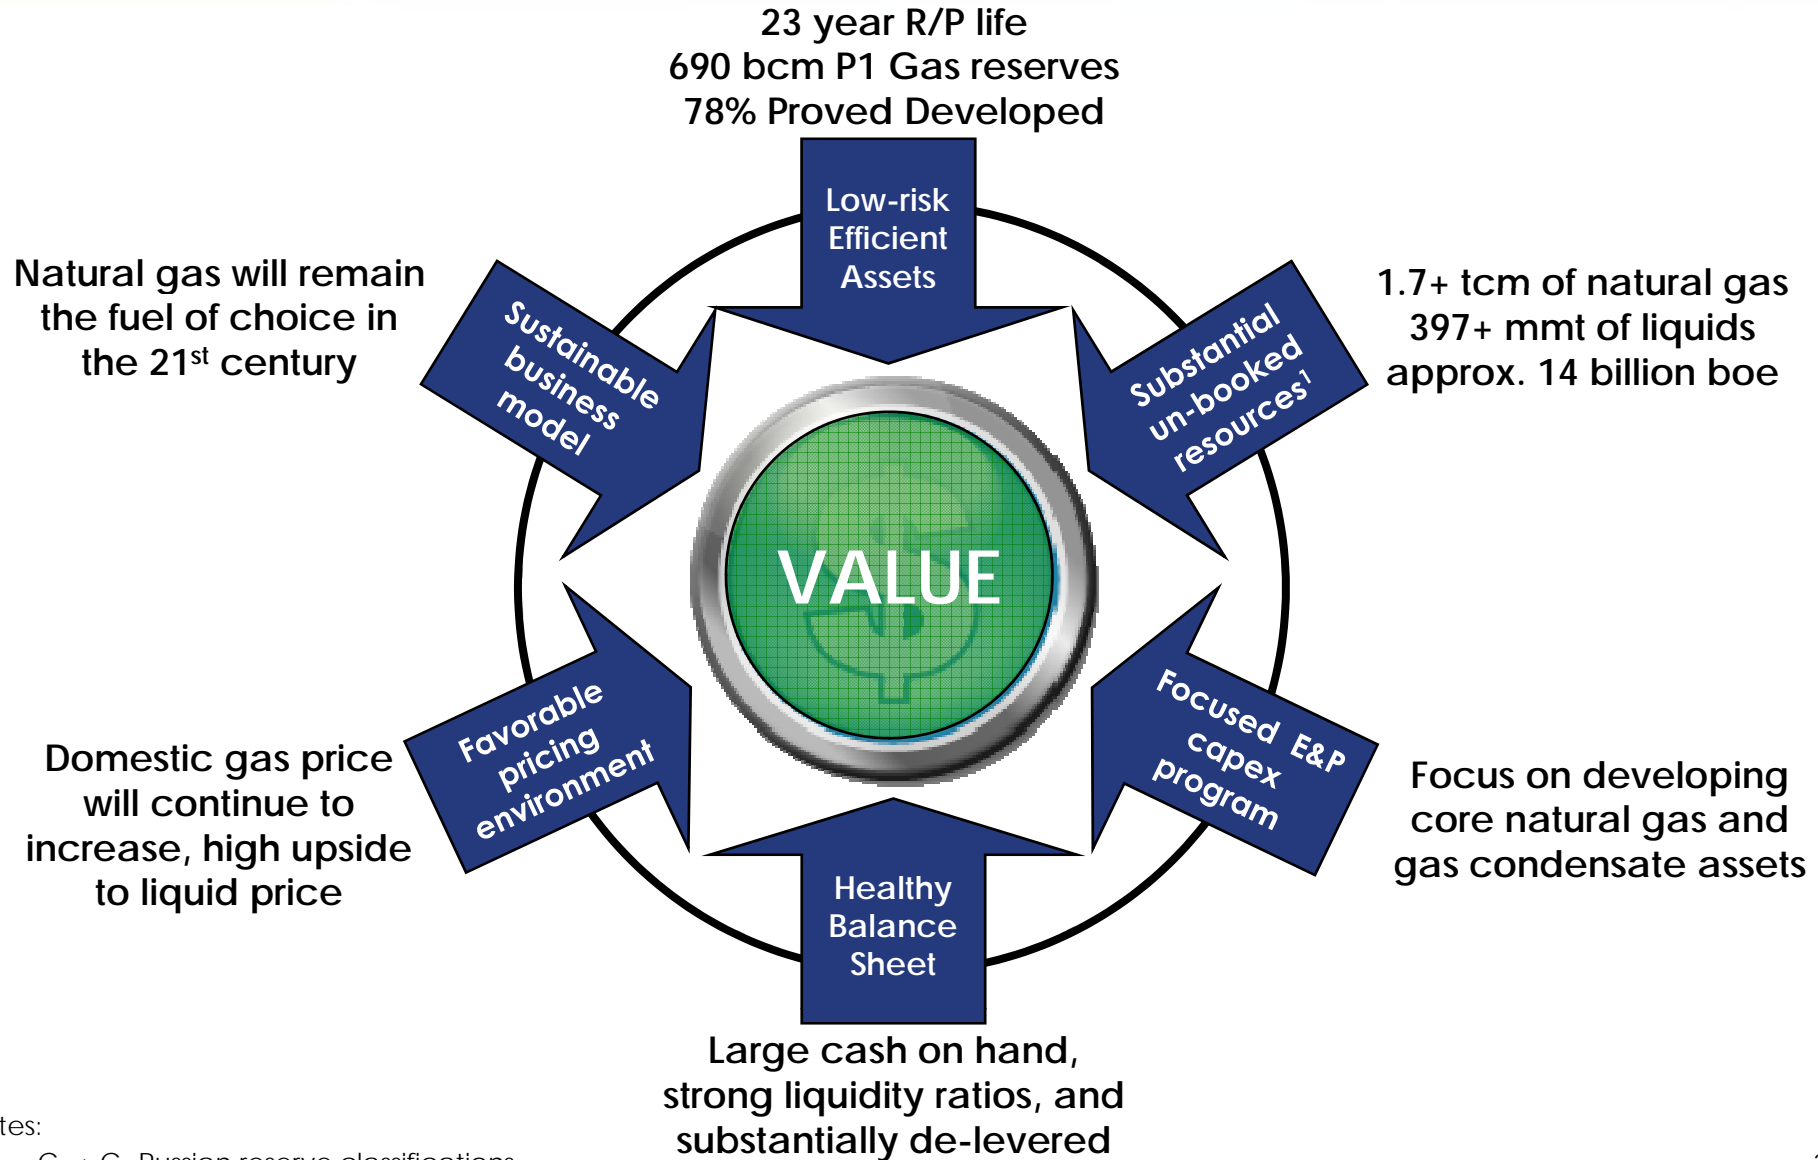 23 year R/P life
690 bcm P1 Gas reserves
78% Proved Developed
Low-risk
Efficient
Assets
Natural gas will remain
the fuel of choice in
the 21st century
Sustainable
business
model
Substantial
un-booked
resources¹
1.7+ tcm of natural gas
397+ mmt of liquids
approx. 14 billion boe
VALUE
Domestic gas price
will continue to
increase, high upside
to liquid price
Favorable
pricing
environment
Focused E&P
capex
program
Focus on developing
core natural gas and
gas condensate assets
Healthy
Balance
Sheet
Large cash on hand,
strong liquidity ratios, and
substantially de-levered
tes:
Russian reserve classifications